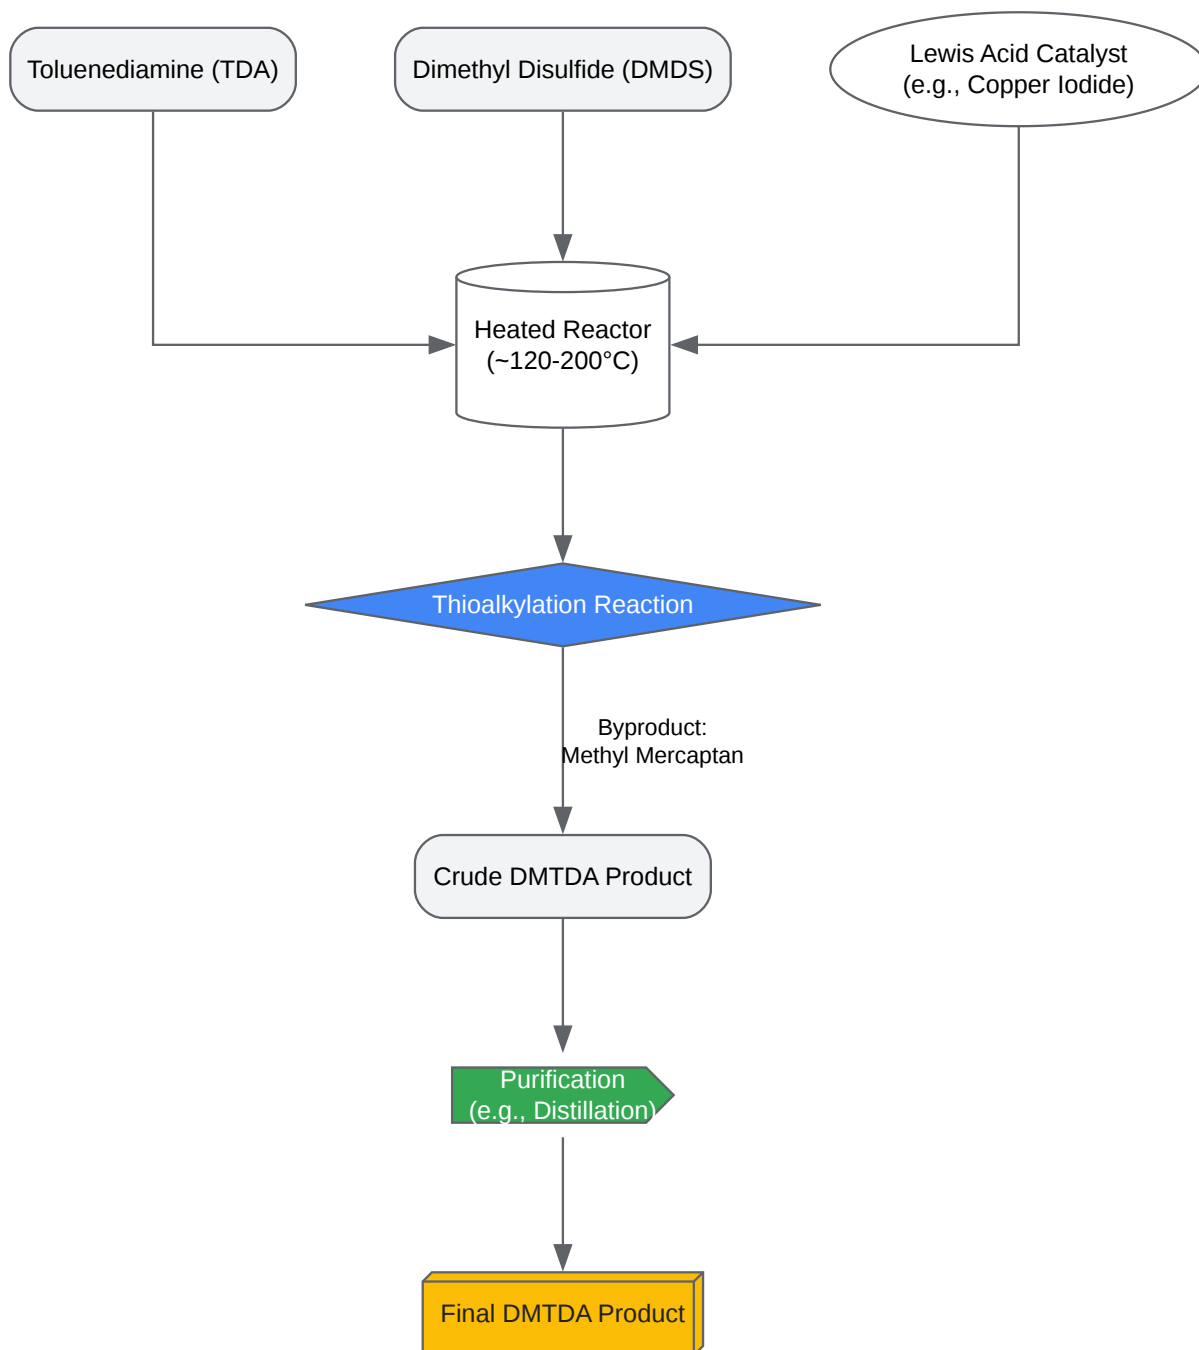 Toluenediamine (TDA)
Dimethyl Disulfide (DMDS)
Lewis Acid Catalyst
(e.g., Copper Iodide)
Heated Reactor
(~120-200°C)
Thioalkylation Reaction
Byproduct:
Methyl Mercaptan
Crude DMTDA Product
Purification
(e.g., Distillation)
Final DMTDA Product